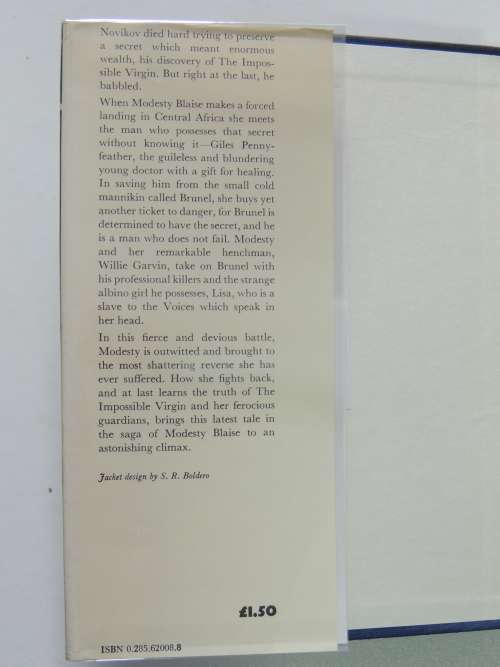 Novikov died hard trying to preserve
a secret which meant enormous
wealth, his discovery of The Impos-
sible Virgin. But right at the last, he
babbled.
When Modesty Blaise makes a forced
landing in Central Africa she meets
the man who possesses that secret
without knowing it—Giles Penny-
feather, the guileless and blundering
young doctor with a gift for healing.
In saving him from the small cold
mannikin called Brunel, she buys yet
another ticket to danger, for Brunel is
determined to have the secret, and he
is a man who does not fail. Modesty
and her remarkable henchman,
Willie Garvin, take on Brunel with
his professional killers and the strange
albino girl he possesses, Lisa, who is a
slave to the Voices which speak in
her head.
In this fierce and devious battle,
Modesty is outwitted and brought to
the most shattering reverse she has
ever suffered. How she fights back,
and at last learns the truth of The
Impossible Virgin and her ferocious
guardians, brings this latest tale in
the saga of Modesty Blaise to an
astonishing climax.
Jacket design by S. R. Boldero
£1.50
ISBN 0.285.62008.8